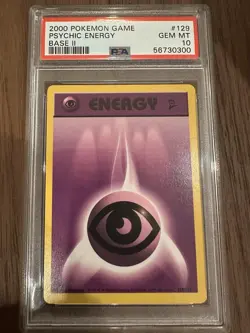 2000 POKEMON GAME #129
PSYCHIC ENERGY GEM MT
BASE II 10
PSA 56730300
ENERGY